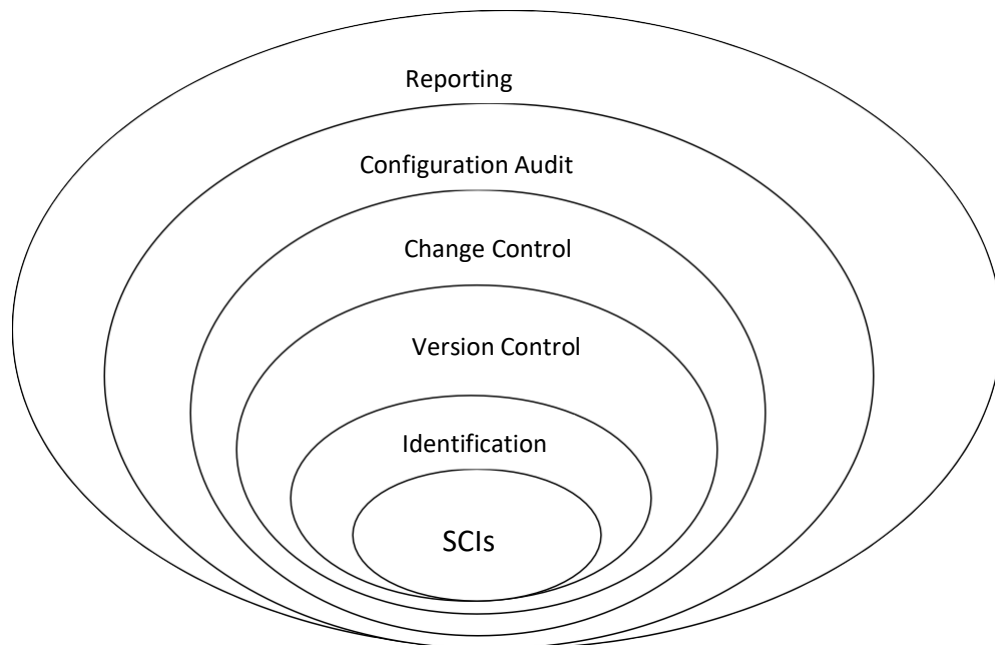 Reporting
Configuration Audit
Change Control
Version Control
Identification
SCIs